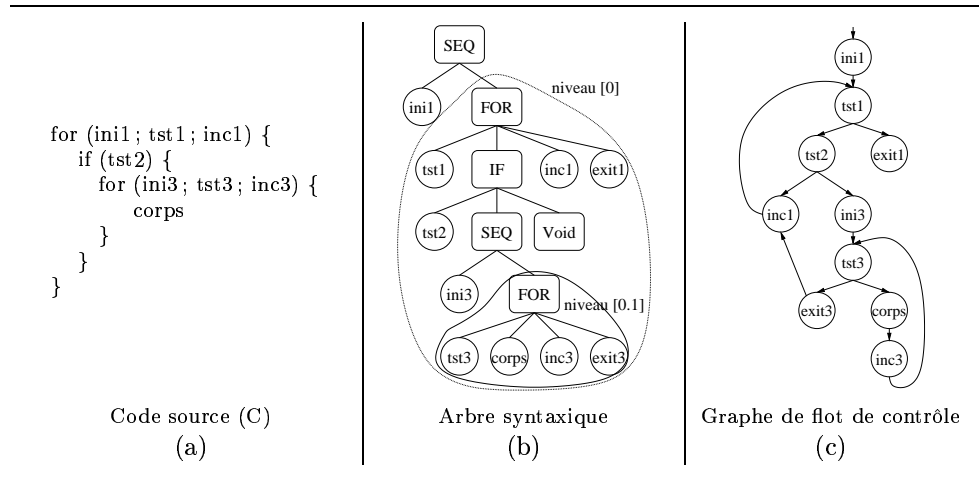 for (ini1 ; tst1 ; inc1) {
if (tst2) {
for (ini3 ; tst3 ; inc3) {
corps
}
}
}
Code source (C)
(a)
SEQ
ini1
FOR
niveau [0]
tst1
IF
inc1
exit1
tst2
SEQ
Void
ini3
FOR
niveau [0.1]
tst3
corps
inc3
exit3
Arbre syntaxique
(b)
ini1
tst1
tst2
exit1
inc1
ini3
tst3
exit3
corps
inc3
Graphe de flot de contrôle
(c)